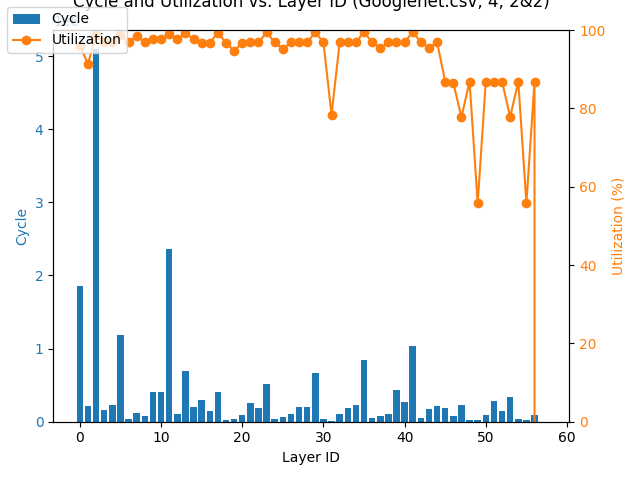 Cycle and Utilization vs. Layer ID (Googlenet.csv, 4, 2&2)
Cycle
Utilization
5
4
3
2
1
0
Cycle
100
80
60
40
20
0
Utilization (%)
0 10 20 30 40 50 60
Layer ID